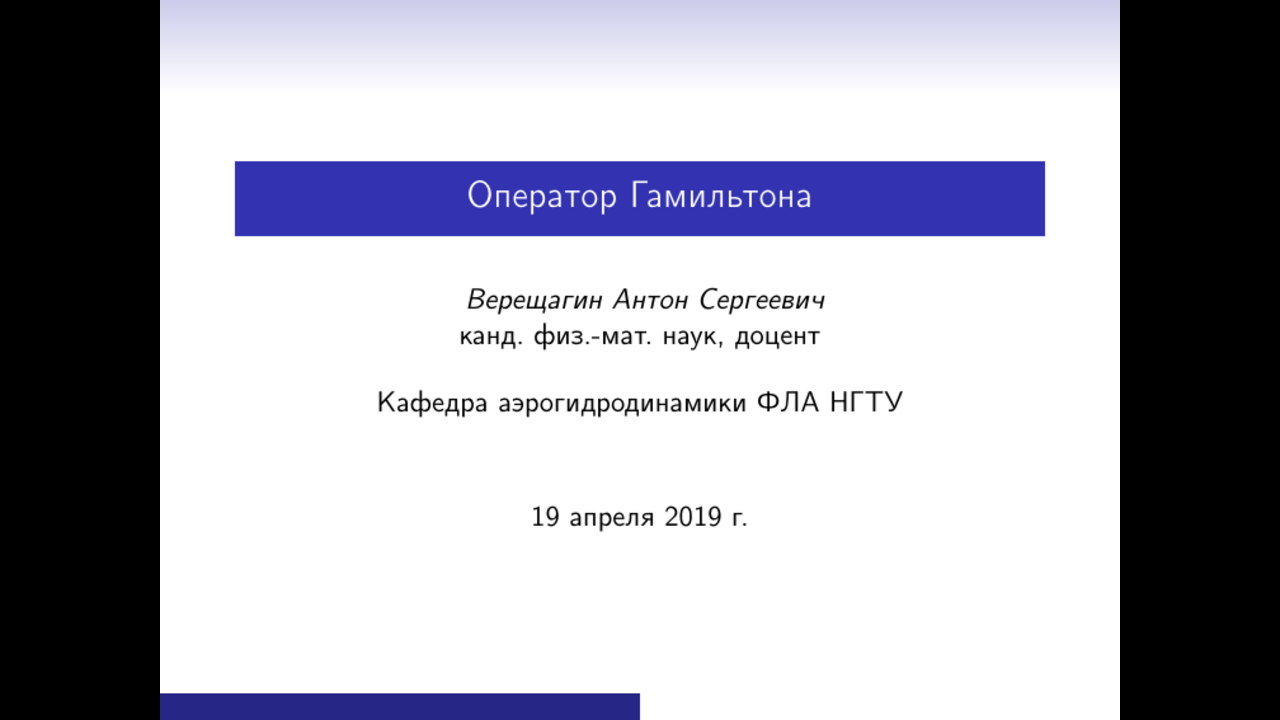 Оператор Гамильтона
Верещагин Антон Сергеевич
канд. физ.-мат. наук, доцент
Кафедра аэрогидродинамики ФЛА НГТУ
19 апреля 2019 г.